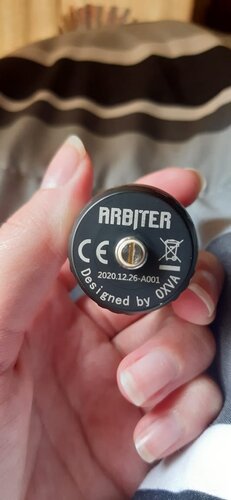 ARBITER
CE
2020.12.26-A001
Designed by OXVA